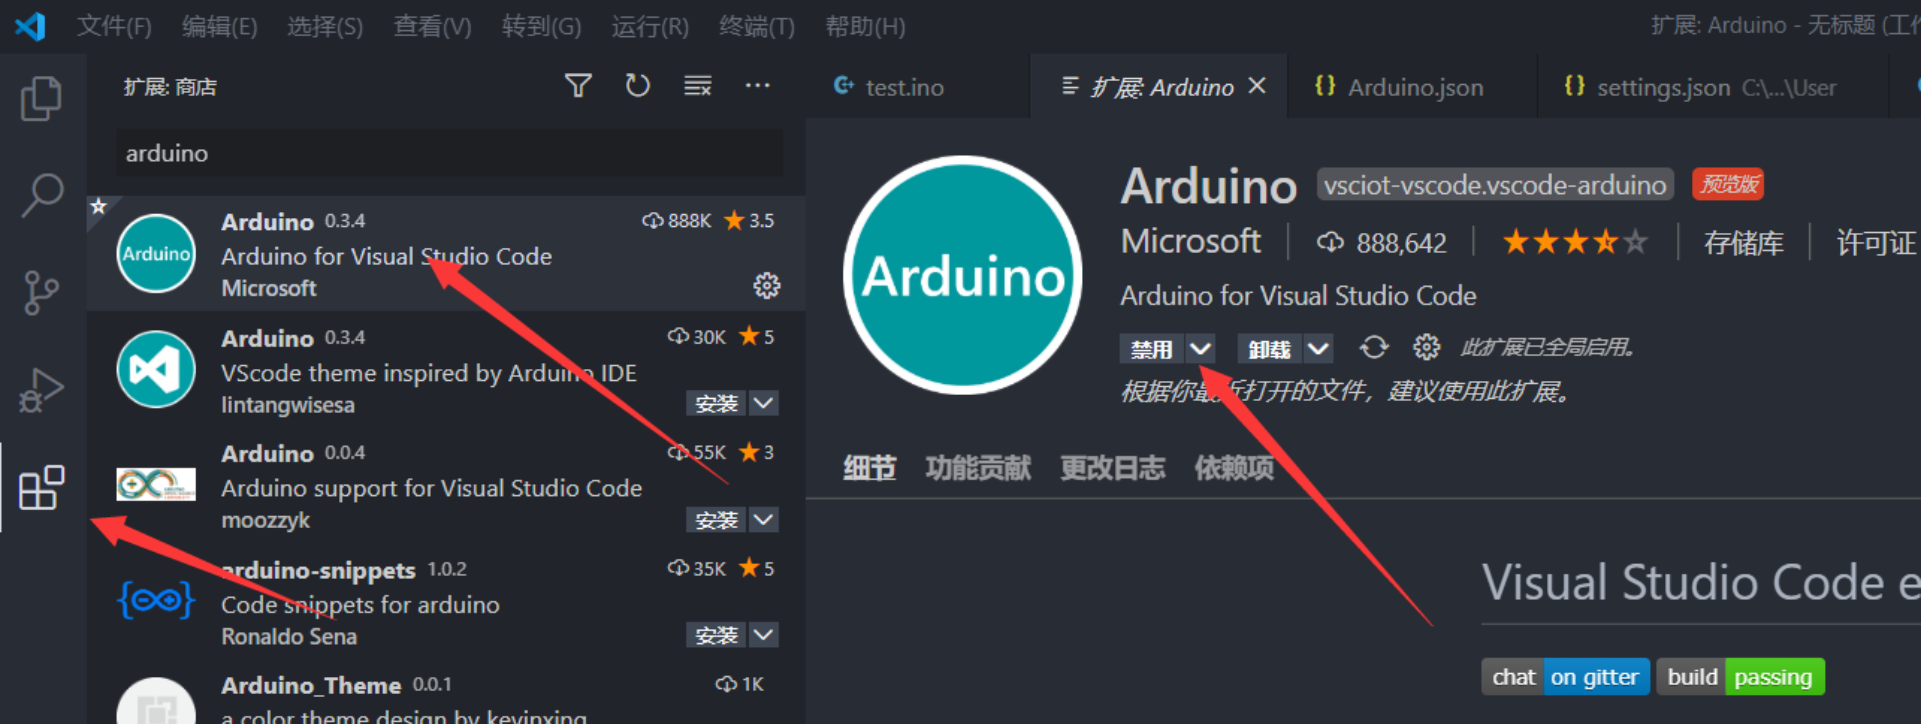 文件(F) 编辑(E) 选择(S) 查看(V) 转到(G) 运行(R) 终端(T) 帮助(H) 扩展: Arduino - 无标题 (工作
扩展: 商店
arduino
Arduino 0.3.4 888K 3.5
Arduino
Arduino for Visual Studio Code
Microsoft
Arduino 0.3.4 30K 5
VScode theme inspired by Arduino IDE
lintangwisesa 安装
Arduino 0.0.4 55K 3
Arduino support for Visual Studio Code
moozzyk 安装
arduino-snippets 1.0.2 35K 5
Code snippets for arduino
Ronaldo Sena 安装
Arduino_Theme 0.0.1 1K
a color theme design by kevinxing
test.ino 扩展: Arduino Arduino.json settings.json C:\...\User
Arduino
Arduino vsciot-vscode.vscode-arduino 预览版
Microsoft 888,642 存储库 许可证
Arduino for Visual Studio Code
禁用 卸载 此扩展已全局启用。
根据你最近打开的文件，建议使用此扩展。
细节 功能贡献 更改日志 依赖项
Visual Studio Code e
chat on gitter build passing